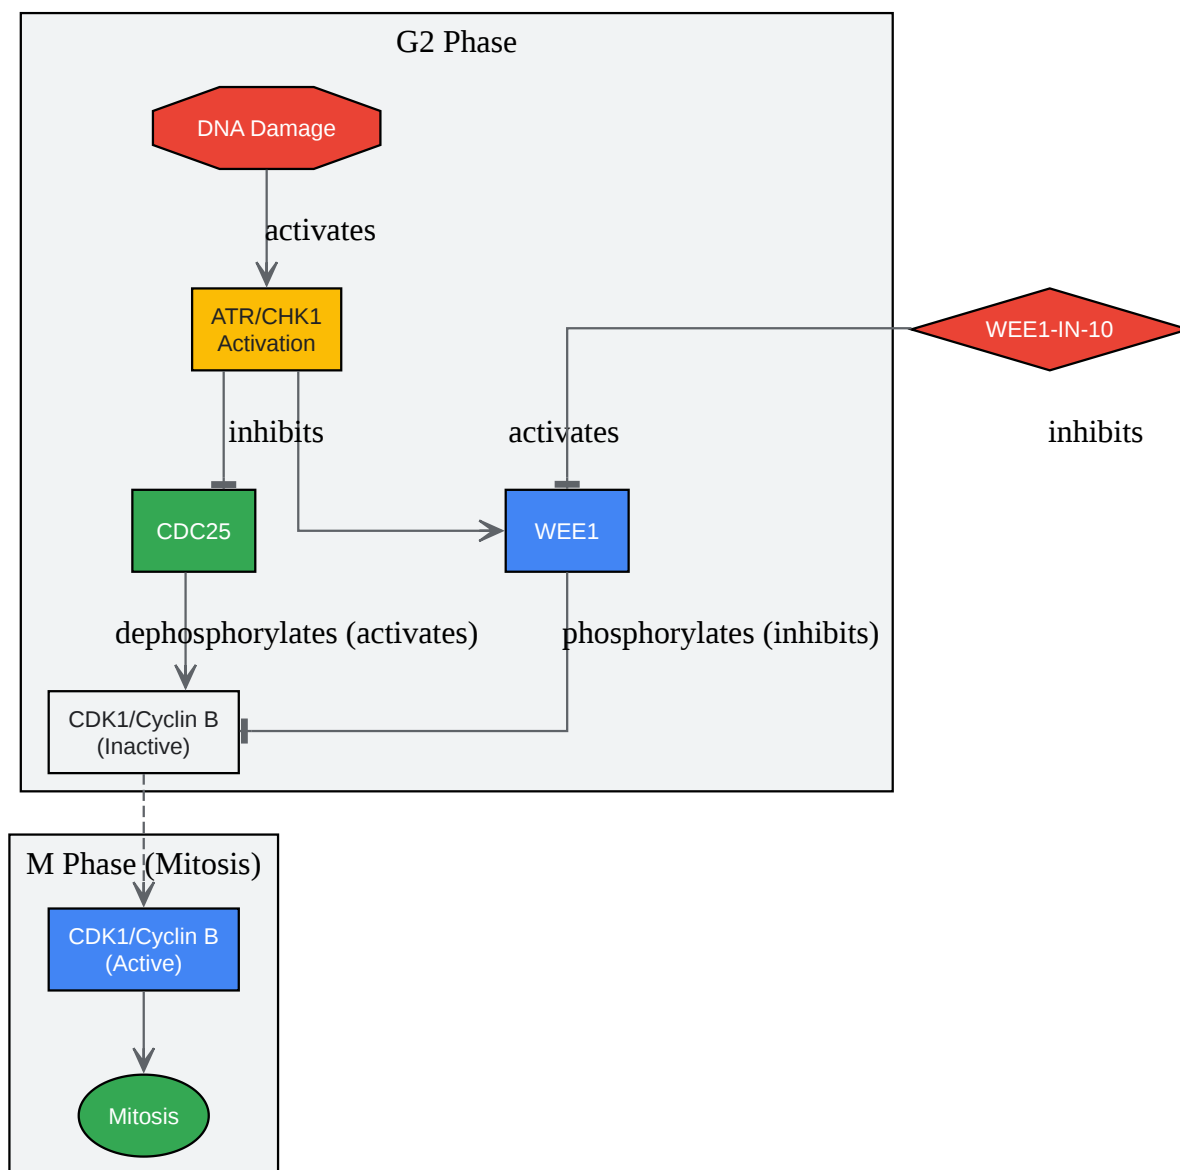 G2 Phase
DNA Damage
activates
ATR/CHK1
Activation
WEE1-IN-10
inhibits
activates
inhibits
CDC25
WEE1
dephosphorylates (activates)
phosphorylates (inhibits)
CDK1/Cyclin B
(Inactive)
M Phase (Mitosis)
CDK1/Cyclin B
(Active)
Mitosis